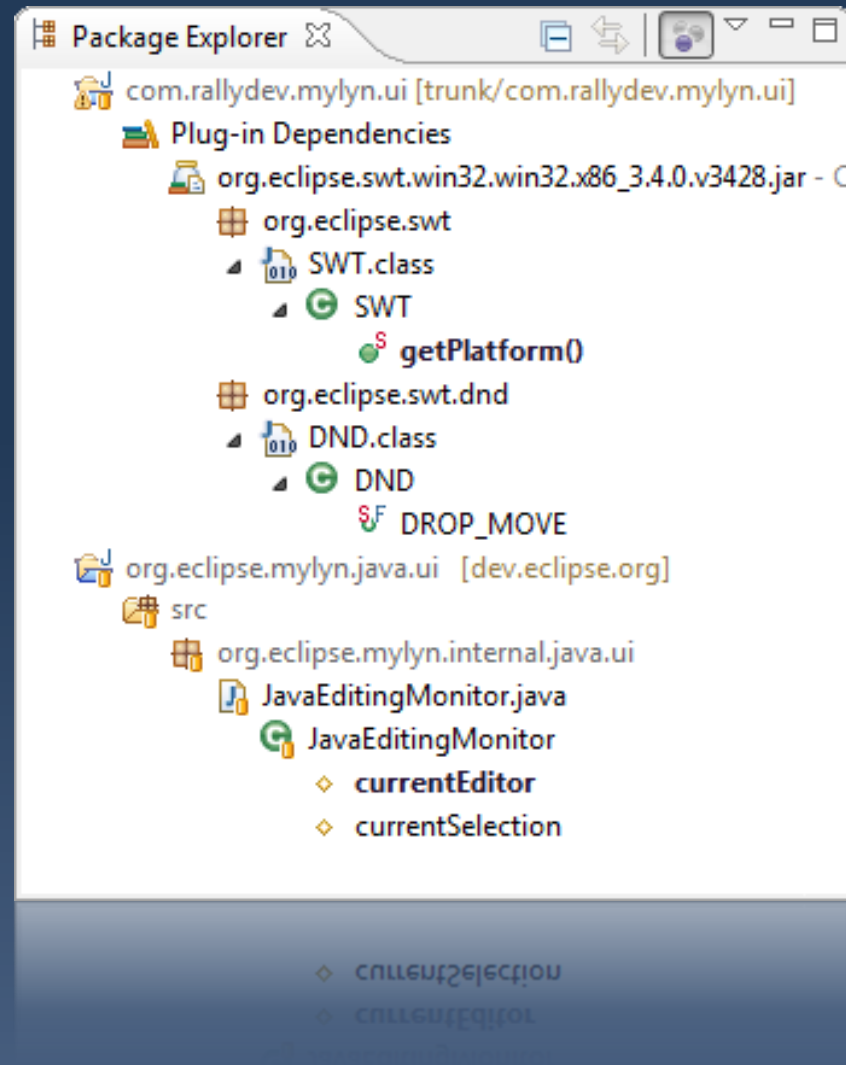 Package Explorer
com.rallydev.mylyn.ui [trunk/com.rallydev.mylyn.ui]
Plug-in Dependencies
org.eclipse.swt.win32.win32.x86_3.4.0.v3428.jar - C
org.eclipse.swt
SWT.class
SWT
getPlatform()
org.eclipse.swt.dnd
DND.class
DND
DROP_MOVE
org.eclipse.mylyn.java.ui [dev.eclipse.org]
src
org.eclipse.mylyn.internal.java.ui
JavaEditingMonitor.java
JavaEditingMonitor
currentEditor
currentSelection
currentSelection
currentEditor
JavaEditingMonitor